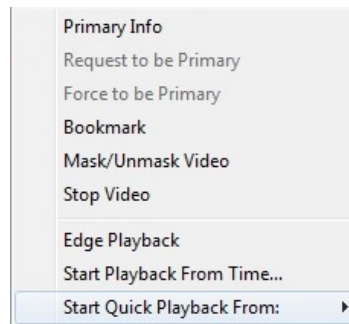 Primary Info
Request to be Primary
Force to be Primary
Bookmark
Mask/Unmask Video
Stop Video
Edge Playback
Start Playback From Time...
Start Quick Playback From: